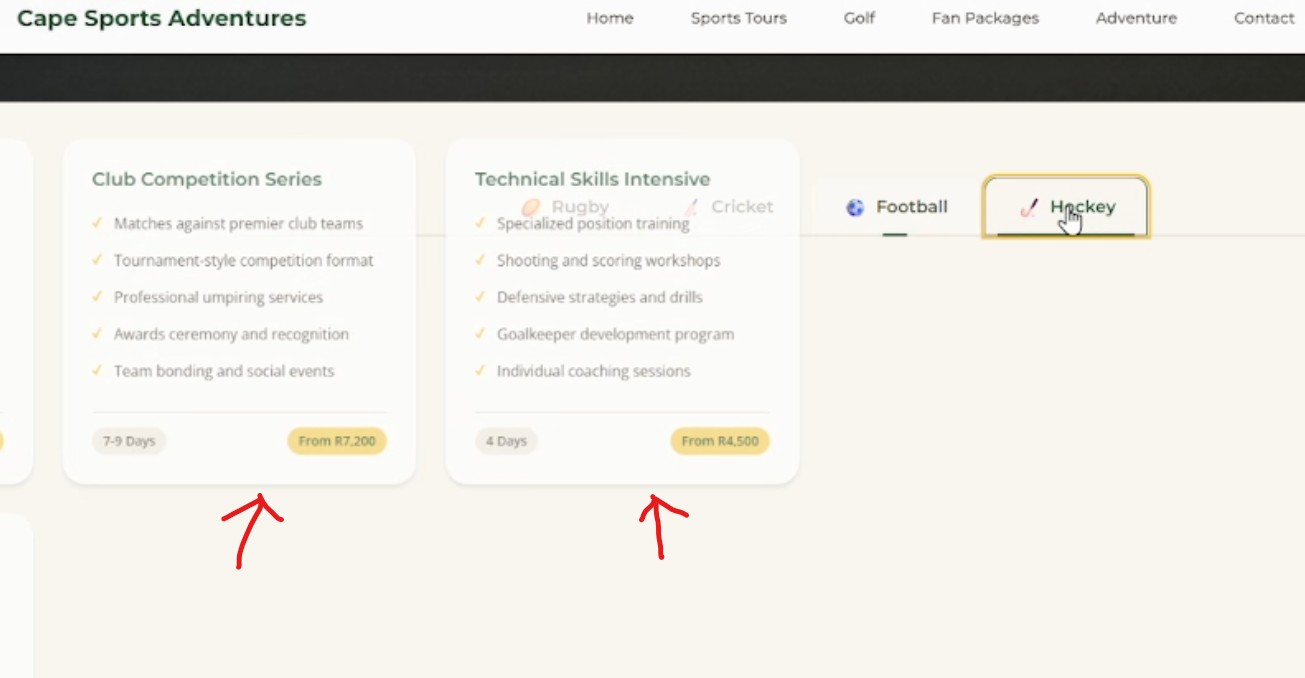 Cape Sports Adventures
Home Sports Tours Golf Fan Packages Adventure Contact
Rugby Cricket Football Hockey
Club Competition Series
✓ Matches against premier club teams
✓ Tournament-style competition format
✓ Professional umpiring services
✓ Awards ceremony and recognition
✓ Team bonding and social events
7-9 Days From R7,200
Technical Skills Intensive
✓ Specialized position training
✓ Shooting and scoring workshops
✓ Defensive strategies and drills
✓ Goalkeeper development program
✓ Individual coaching sessions
4 Days From R4,500